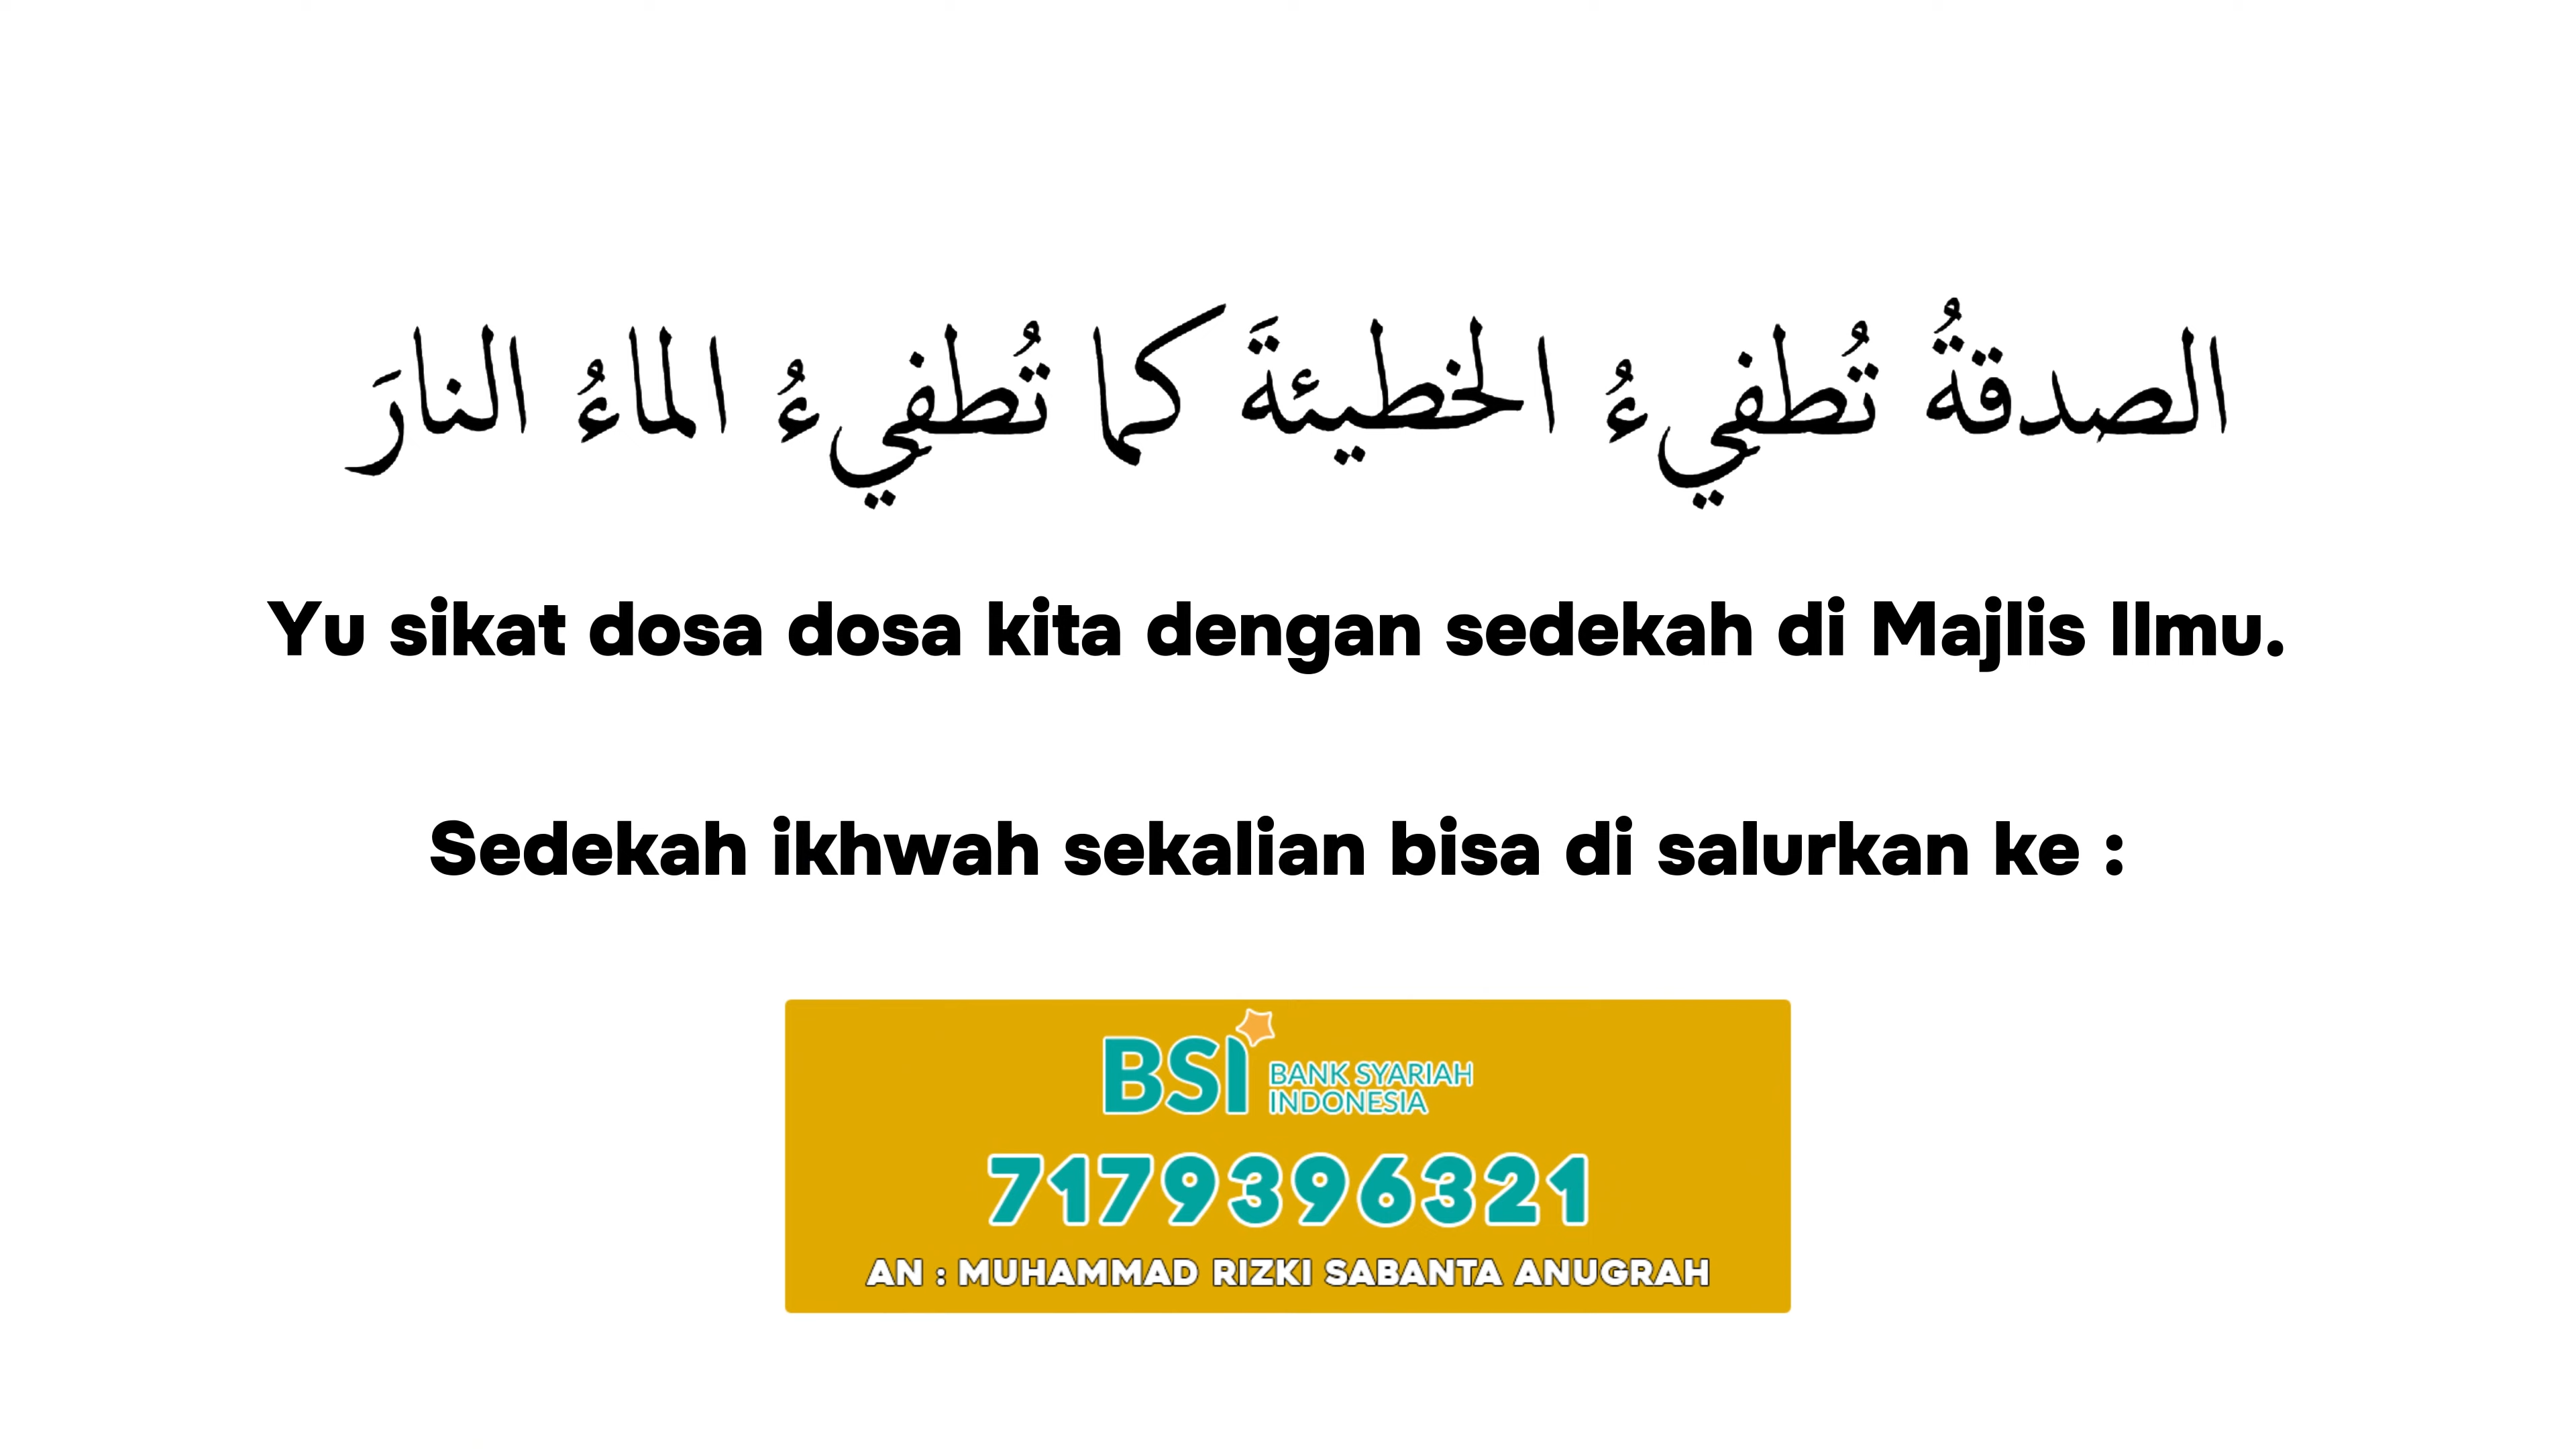 الصدقةُ تُطفيءُ الخطيئةَ كما تُطفيءُ الماءُ النارَ
Yu sikat dosa dosa kita dengan sedekah di Majlis Ilmu.
Sedekah ikhwah sekalian bisa di salurkan ke :
BSI BANK SYARIAH
INDONESIA
7179396321
AN : MUHAMMAD RIZKI SABANTA ANUGRAH